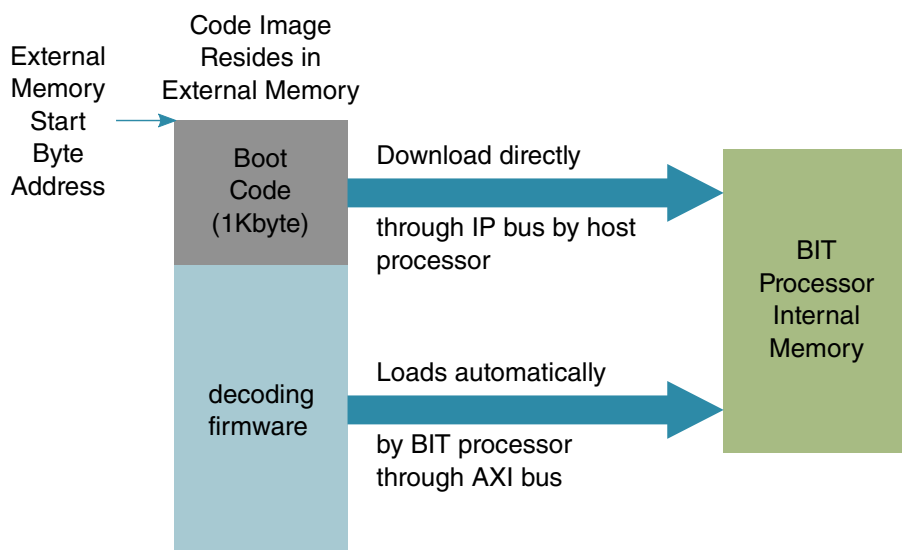 Code Image
Resides in
External Memory
External
Memory
Start
Byte
Address
Boot
Code
(1Kbyte)
Download directly
through IP bus by host
processor
decoding
firmware
Loads automatically
by BIT processor
through AXI bus
BIT
Processor
Internal
Memory